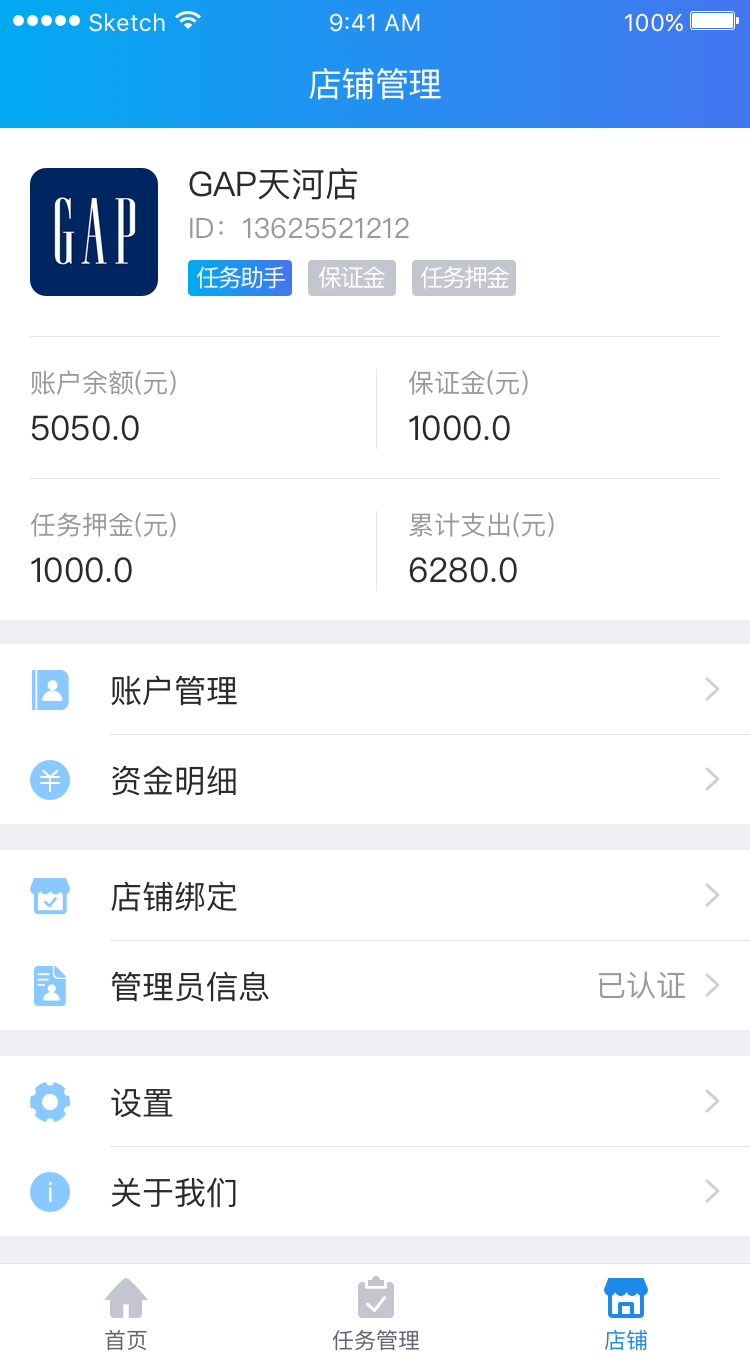 Sketch 9:41 AM 100%
店铺管理
GAP
GAP天河店
ID：13625521212
任务助手 保证金 任务押金
账户余额(元) 保证金(元)
5050.0 1000.0
任务押金(元) 累计支出(元)
1000.0 6280.0
账户管理
资金明细
店铺绑定
管理员信息 已认证
设置
关于我们
首页 任务管理 店铺